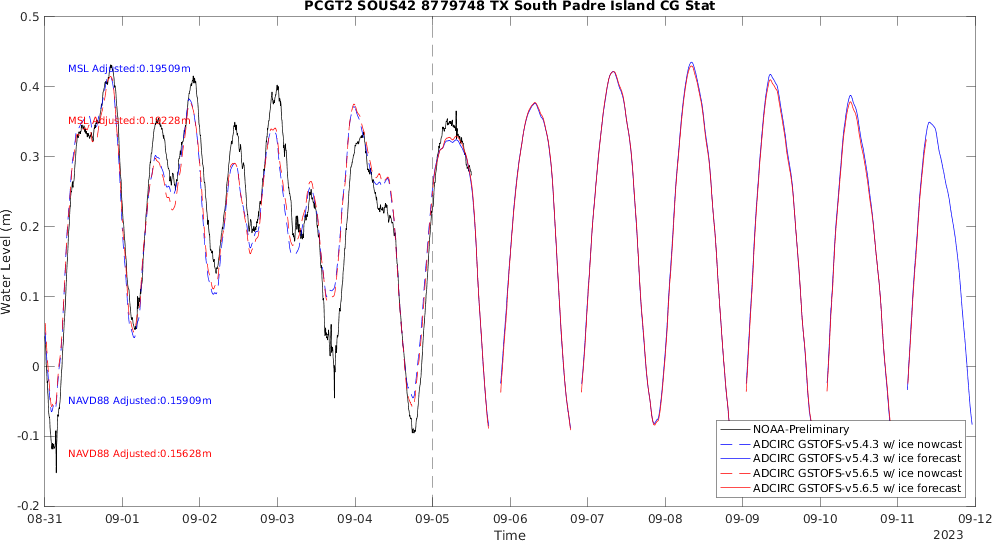 PCGT2 SOUS42 8779748 TX South Padre Island CG Stat
0.5
0.4
0.3
0.2
0.1
0
-0.1
-0.2
Water Level (m)
MSL Adjusted:0.19509m
NAVD88 Adjusted:0.15909m
NAVD88 Adjusted:0.15628m
NOAA-Preliminary
ADCIRC GSTOFS-v5.4.3 w/ ice nowcast
ADCIRC GSTOFS-v5.4.3 w/ ice forecast
ADCIRC GSTOFS-v5.6.5 w/ ice nowcast
ADCIRC GSTOFS-v5.6.5 w/ ice forecast
08-31 09-01 09-02 09-03 09-04 09-05 09-06 09-07 09-08 09-09 09-10 09-11 09-12
Time
2023